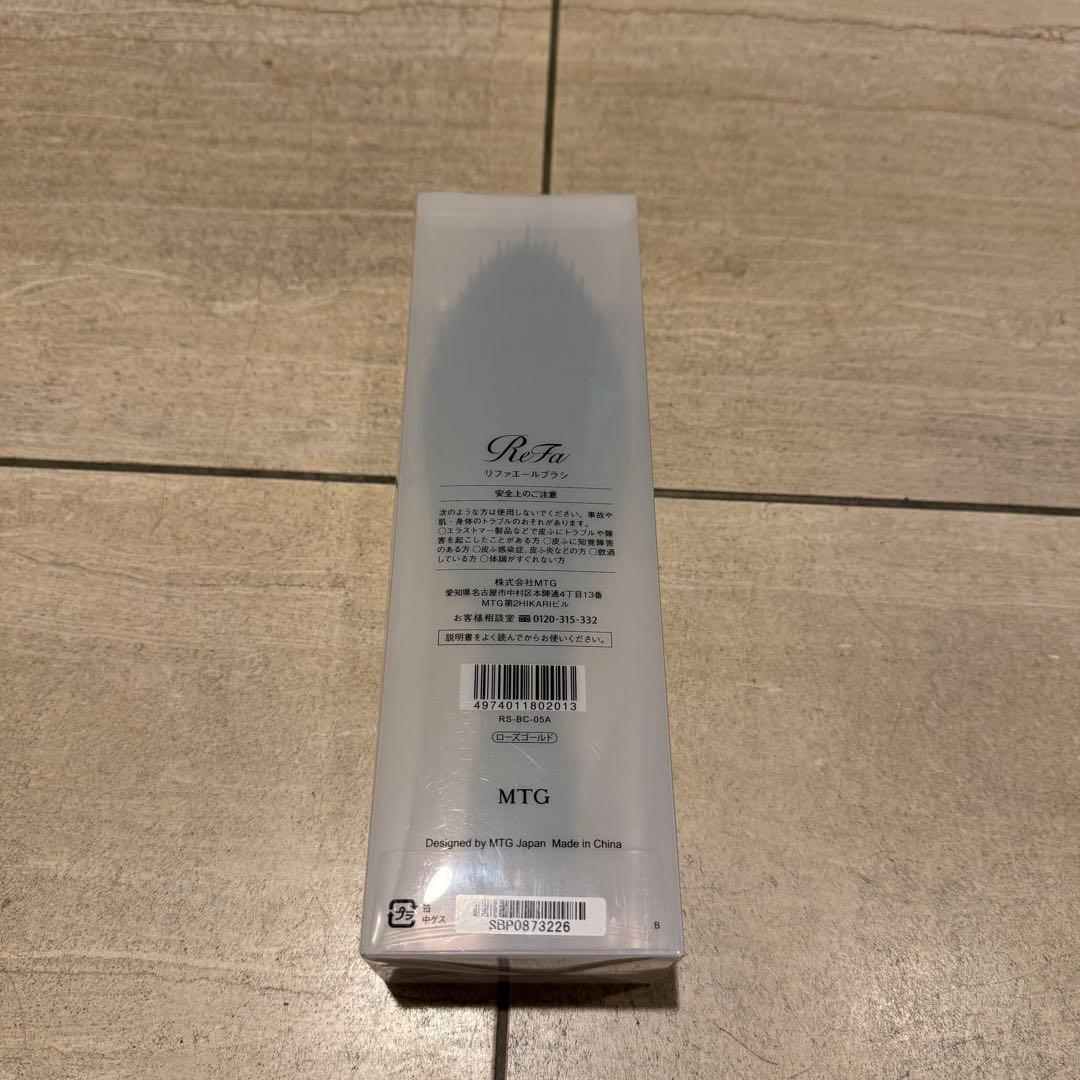 ReFa
リファエールブラシ
安全上のご注意
次のような方は使用しないでください。事故や
肌・身体のトラブルのおそれがあります。
○エラストマー製品などで皮ふにトラブルや障
害を起こしたことがある方 ○皮ふに知覚障害
のある方 ○皮ふ感染症、皮ふ炎などの方 ○飲酒
している方 ○体調がすぐれない方
株式会社MTG
愛知県名古屋市中村区本陣通4丁目13番
MTG第2HIKARIビル
お客様相談室 0120-315-332
説明書をよく読んでからお使いください。
4974011802013
RS-BC-05A
ローズゴールド
MTG
Designed by MTG Japan Made in China
プラ
箱
中ゲス
SBP0873226
B